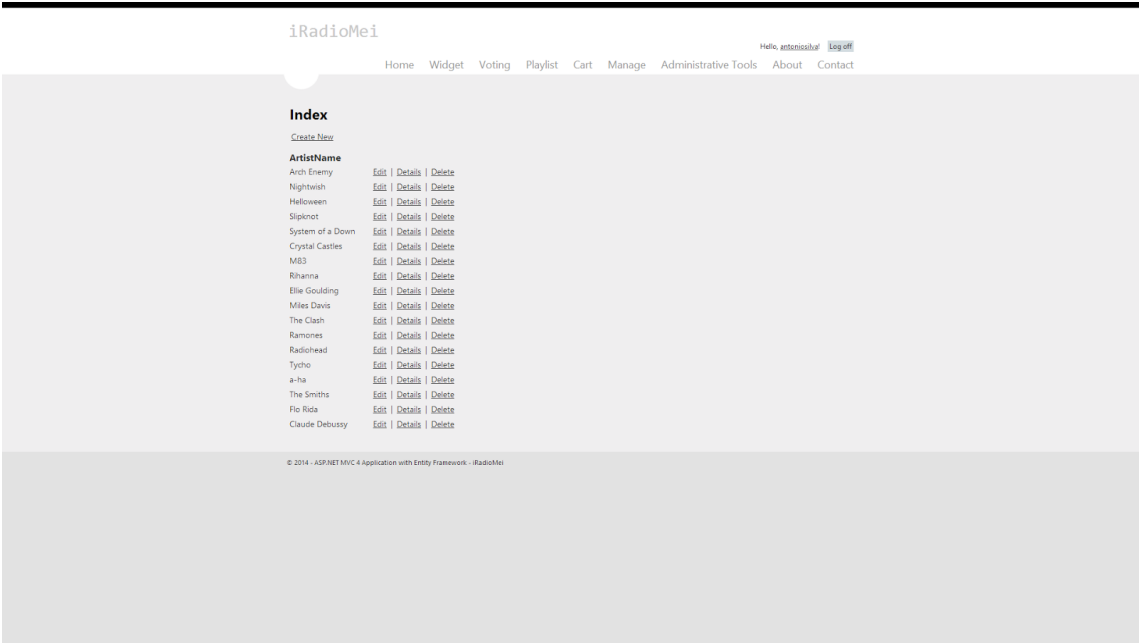 iRadioMei
Hello, antoniosilva! Log off
Home Widget Voting Playlist Cart Manage Administrative Tools About Contact
Index
Create New
ArtistName
Arch Enemy Edit | Details | Delete
Nightwish Edit | Details | Delete
Helloween Edit | Details | Delete
Slipknot Edit | Details | Delete
System of a Down Edit | Details | Delete
Crystal Castles Edit | Details | Delete
M83 Edit | Details | Delete
Rihanna Edit | Details | Delete
Ellie Goulding Edit | Details | Delete
Miles Davis Edit | Details | Delete
The Clash Edit | Details | Delete
Ramones Edit | Details | Delete
Radiohead Edit | Details | Delete
Tycho Edit | Details | Delete
a-ha Edit | Details | Delete
The Smiths Edit | Details | Delete
Flo Rida Edit | Details | Delete
Claude Debussy Edit | Details | Delete
© 2014 - ASP.NET MVC 4 Application with Entity Framework - iRadioMei